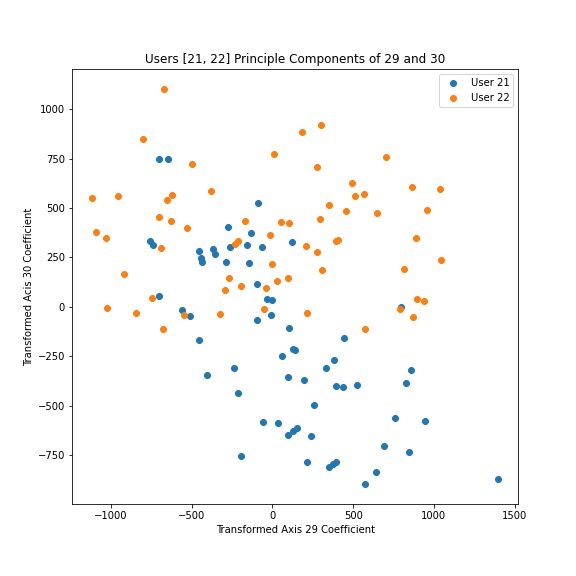 Users [21, 22] Principle Components of 29 and 30
User 21
User 22
1000
750
500
250
0
−250
−500
−750
Transformed Acis 30 Coefficient
−1000
−500
0
500
1000
1500
Transformed Axis 29 Coefficient